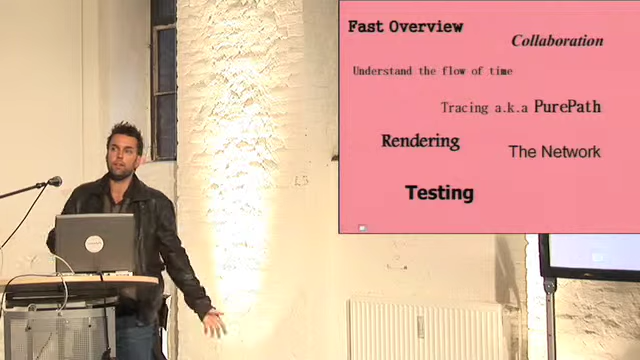 Fast Overview
Collaboration
Understand the flow of time
Tracing a.k.a PurePath
Rendering
The Network
Testing